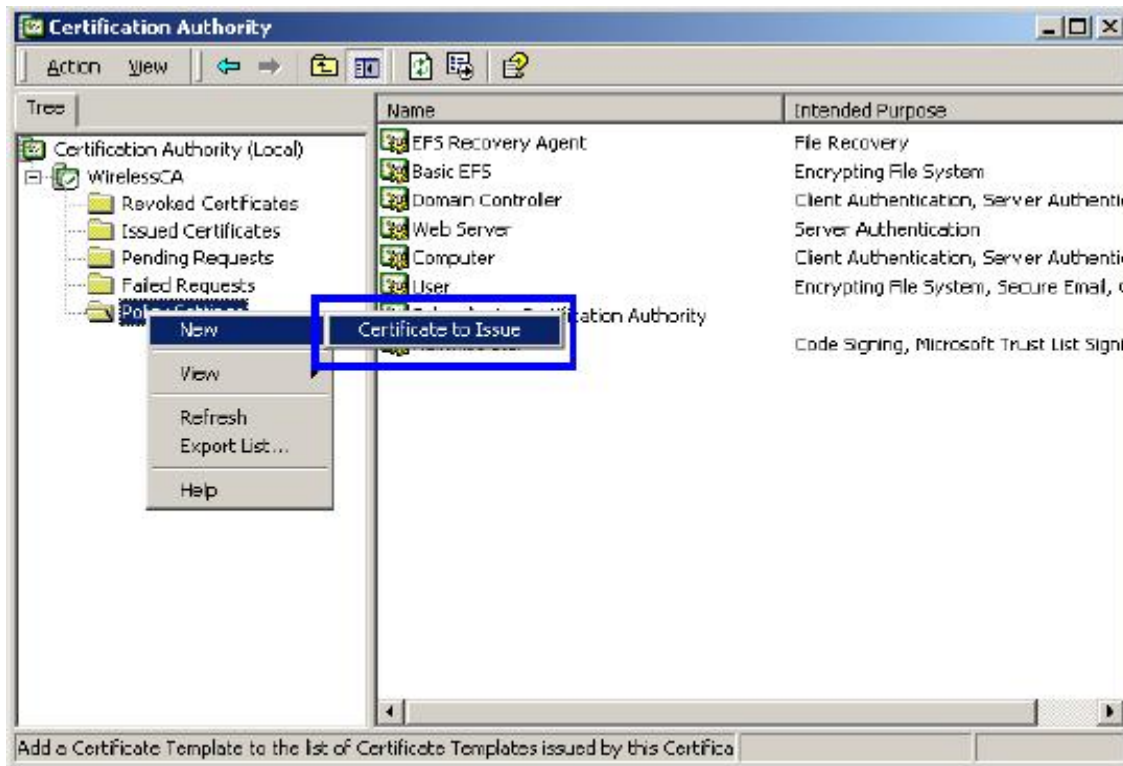 Certification Authority
Action View
Tree
Name Intended Purpose
Certification Authority (Local)
WirelessCA
Revoked Certificates
Issued Certificates
Pending Requests
Failed Requests
EFS Recovery Agent File Recovery
Basic EFS Encrypting File System
Domain Controller Client Authentication, Server Authenti
Web Server Server Authentication
Computer Client Authentication, Server Authenti
User Encrypting File System, Secure Email,
Authority
Code Signing, Microsoft Trust List Signi
New
Certificate to Issue
View
Refresh
Export List...
Help
Add a Certificate Template to the list of Certificate Templates issued by this Certifica